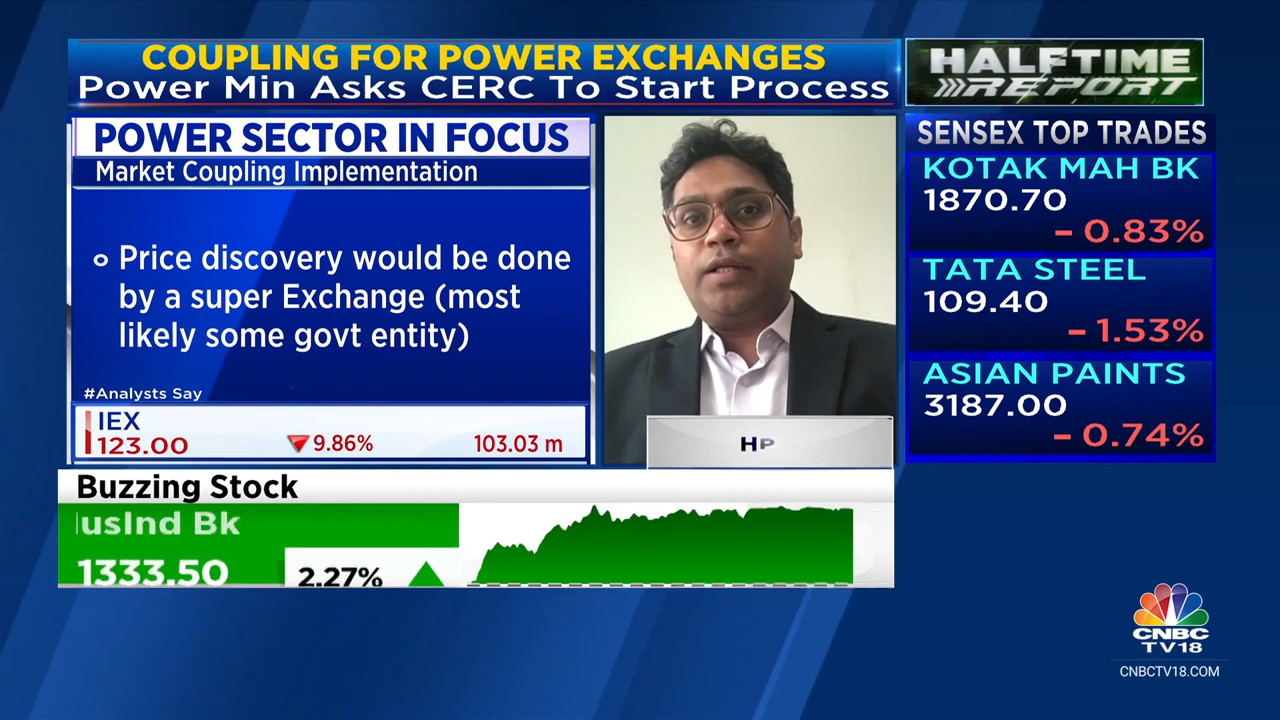 COUPLING FOR POWER EXCHANGES
Power Min Asks CERC To Start Process
HALFTIME
REPORT
POWER SECTOR IN FOCUS
Market Coupling Implementation
Price discovery would be done
by a super Exchange (most
likely some govt entity)
#Analysts Say
IEX
123.00 9.86% 103.03 m
HP
SENSEX TOP TRADES
KOTAK MAH BK
1870.70
- 0.83%
TATA STEEL
109.40
- 1.53%
ASIAN PAINTS
3187.00
- 0.74%
Buzzing Stock
usInd Bk
1333.50
2.27%
CNBC
TV18
CNBCTV18.COM